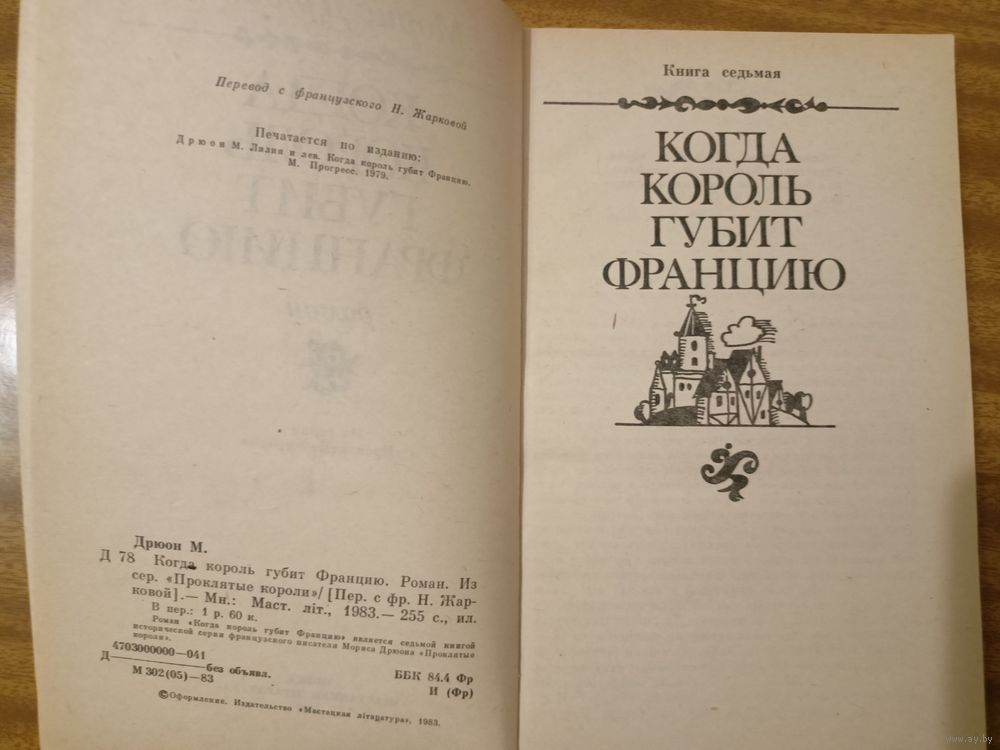 Перевод с французского Н. Жарковой
Печатается по изданию:
Дрюон М. Лилия и лев. Когда король губит Францию.
М. Прогресс. 1979.
Дрюон М.
Д 78 Когда король губит Францию. Роман. Из
сер. «Проклятые короли»/[Пер. с фр. Н. Жар-
ковой].— Мн.: Маст. літ., 1983.— 255 с., ил.
В пер.: 1 р. 60 к.
Роман «Когда король губит Францию» является седьмой книгой
исторической серии французского писателя Мориса Дрюона «Проклятые
короли».
4703000000—041
Д без объявл.
М 302(05)—83
ББК 84.4 Фр
И (Фр)
©Оформление. Издательство «Мастацкая літаратура», 1983.
Книга седьмая
КОГДА
КОРОЛЬ
ГУБИТ
ФРАНЦИЮ
www.ay.by